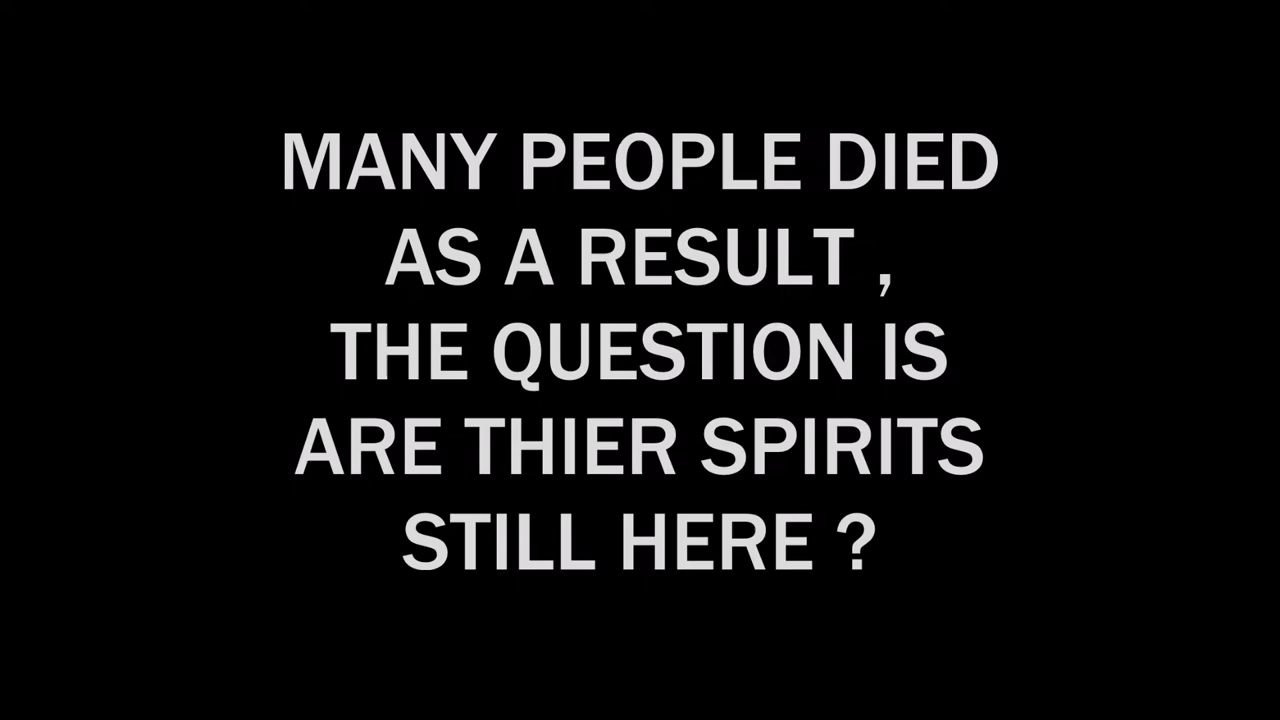 MANY PEOPLE DIED
AS A RESULT ,
THE QUESTION IS
ARE THIER SPIRITS
STILL HERE ?